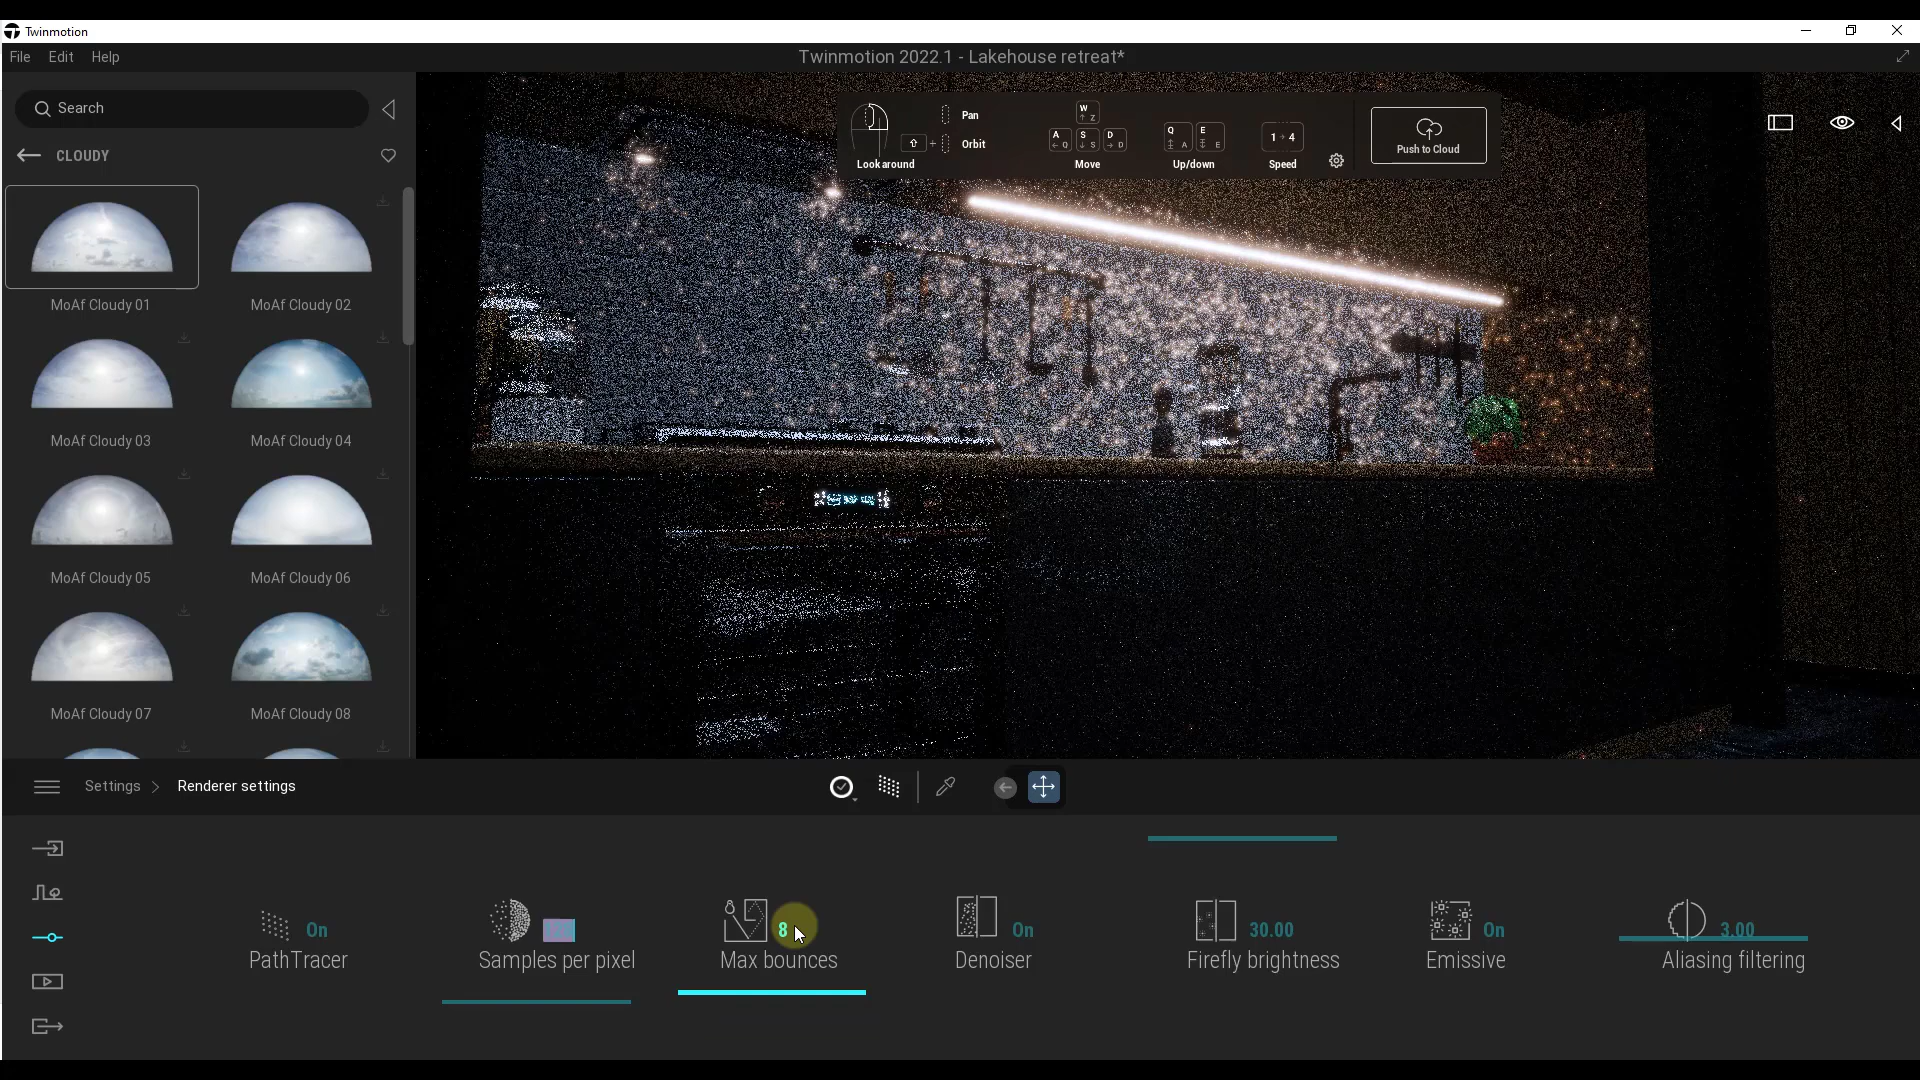 Twinmotion
File Edit Help
Twinmotion 2022.1 - Lakehouse retreat*
Search
CLOUDY
MoAf Cloudy 01
MoAf Cloudy 02
MoAf Cloudy 03
MoAf Cloudy 04
MoAf Cloudy 05
MoAf Cloudy 06
MoAf Cloudy 07
MoAf Cloudy 08
Pan
Orbit
Look around
W
↑ Z
A
← Q
S
↓ S
D
→ D
Move
Q
A
E
E
Up/down
1 → 4
Speed
Push to Cloud
Settings > Renderer settings
On
PathTracer
Samples per pixel
8
Max bounces
On
Denoiser
30.00
Firefly brightness
On
Emissive
3.00
Aliasing filtering